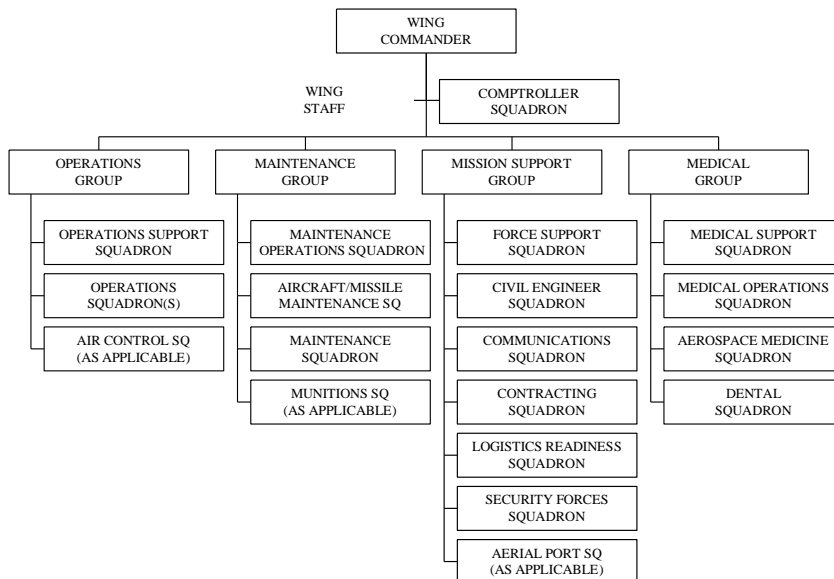 WING
COMMANDER
WING
STAFF
COMPTROLLER
SQUADRON
OPERATIONS
GROUP
MAINTENANCE
GROUP
MISSION SUPPORT
GROUP
MEDICAL
GROUP
OPERATIONS SUPPORT
SQUADRON
OPERATIONS
SQUADRON(S)
AIR CONTROL SQ
(AS APPLICABLE)
MAINTENANCE
OPERATIONS SQUADRON
AIRCRAFT/MISSILE
MAINTENANCE SQ
MAINTENANCE
SQUADRON
MUNITIONS SQ
(AS APPLICABLE)
FORCE SUPPORT
SQUADRON
CIVIL ENGINEER
SQUADRON
COMMUNICATIONS
SQUADRON
CONTRACTING
SQUADRON
LOGISTICS READINESS
SQUADRON
SECURITY FORCES
SQUADRON
AERIAL PORT SQ
(AS APPLICABLE)
MEDICAL SUPPORT
SQUADRON
MEDICAL OPERATIONS
SQUADRON
AEROSPACE MEDICINE
SQUADRON
DENTAL
SQUADRON